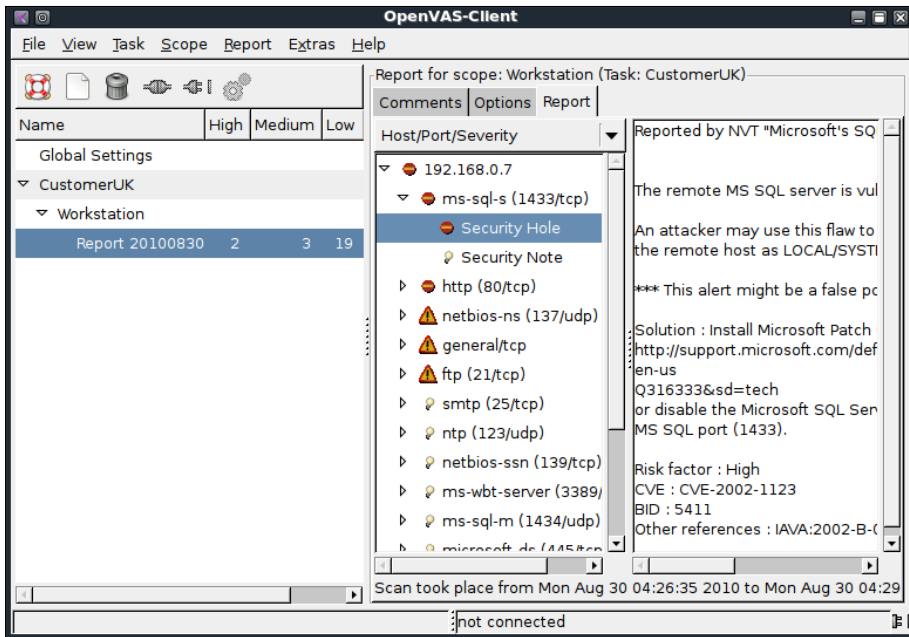 OpenVAS-Client
File View Task Scope Report Extras Help
Name High Medium Low
Global Settings
CustomerUK
Workstation
Report 20100830 2 3 19
Report for scope: Workstation (Task: CustomerUK)
Comments Options Report
Host/Port/Severity
192.168.0.7
ms-sql-s (1433/tcp)
Security Hole
Security Note
http (80/tcp)
netbios-ns (137/udp)
general/tcp
ftp (21/tcp)
smtp (25/tcp)
ntp (123/udp)
netbios-ssn (139/tcp)
ms-wbt-server (3389/
ms-sql-m (1434/udp)
microsoft-ds (445/tcp
Reported by NVT "Microsoft's SQ
The remote MS SQL server is vul
An attacker may use this flaw to
the remote host as LOCAL/SYSTI
*** This alert might be a false po
Solution : Install Microsoft Patch
http://support.microsoft.com/def
en-us
Q316333&sd=tech
or disable the Microsoft SQL Ser
MS SQL port (1433).
Risk factor : High
CVE : CVE-2002-1123
BID : 5411
Other references : IAVA:2002-B-
Scan took place from Mon Aug 30 04:26:35 2010 to Mon Aug 30 04:29
not connected